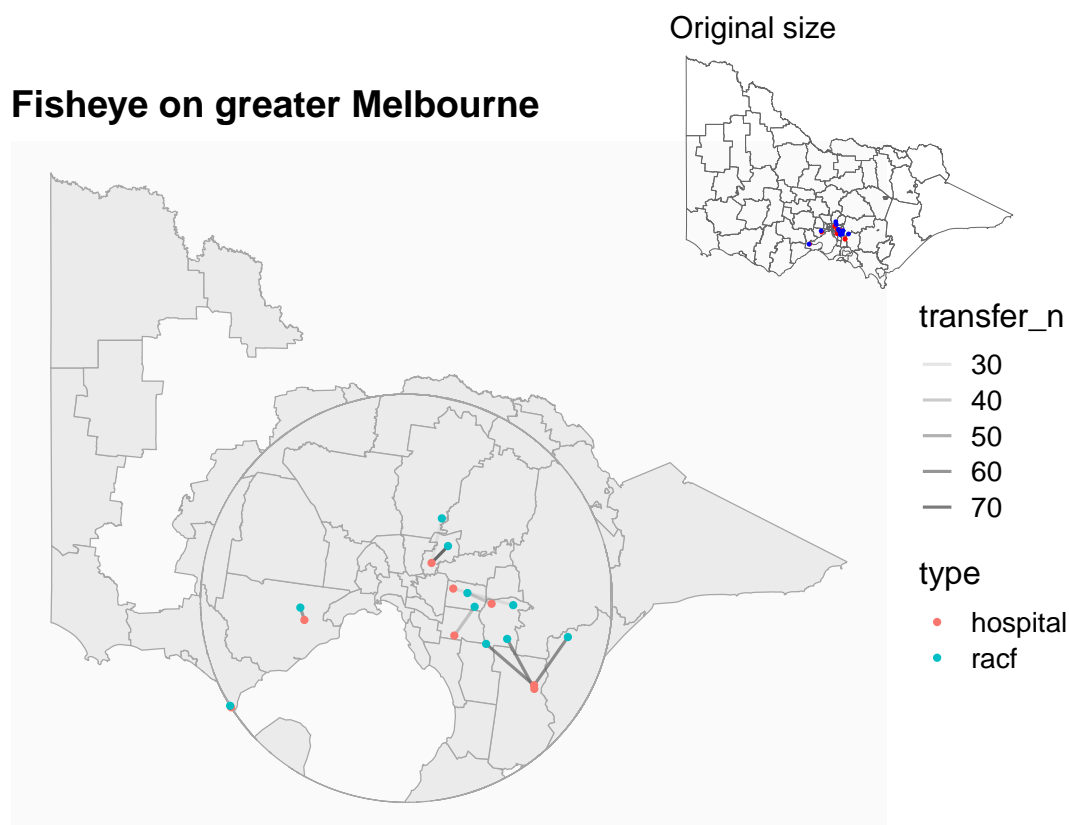 Original size
Fisheye on greater Melbourne
transfer_n
30
40
50
60
70
type
hospital
racf